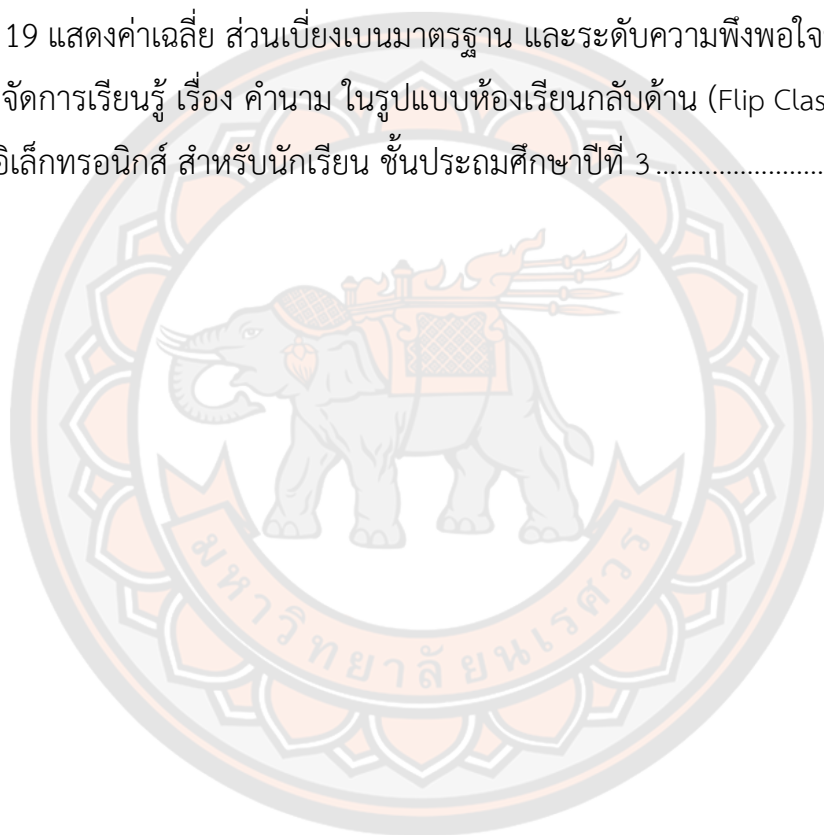 19 แสดงค่าเฉลี่ย ส่วนเบี่ยงเบนมาตรฐาน และระดับความพึงพอใจ
จัดการเรียนรู้ เรื่อง คำนาม ในรูปแบบห้องเรียนกลับด้าน (Flip Clas
อิเล็กทรอนิกส์ สำหรับนักเรียน ชั้นประถมศึกษาปีที่ 3 ........................
มหาวิทยาลัยนเรศวร